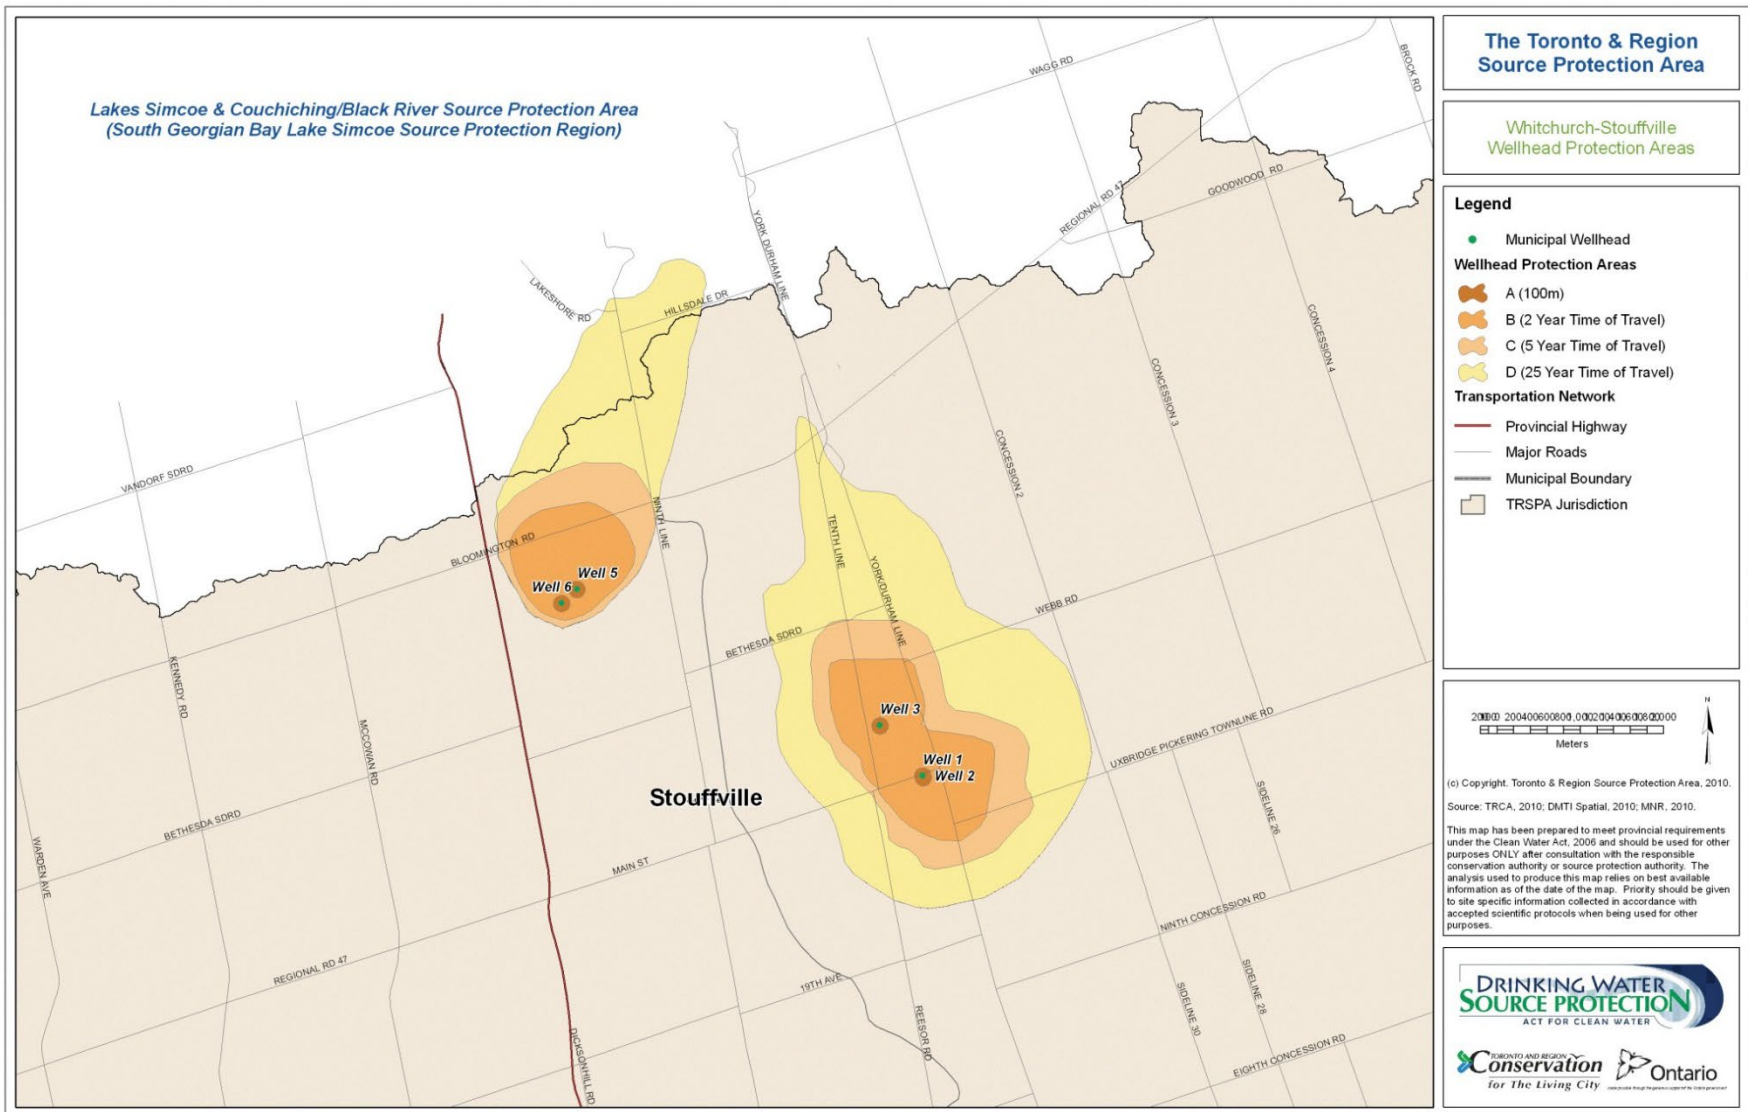 Lakes Simcoe & Couchiching/Black River Source Protection Area
(South Georgian Bay Lake Simcoe Source Protection Region)
WAGG RD
BROCK RD
GOODWOOD RD
REGIONAL RD 47
YORK DURHAM LINE
LAKESHORE RD
HILLSDALE DR
CONCESSION 4
CONCESSION 3
CONCESSION 2
VANDORF SDRD
NINTH LINE
TENTH LINE
BLOOMINGTON RD
Well 5
Well 6
YORK/DURHAM LINE
WEBB RD
BETHESDA SDRD
KENNEDY RD
MCCOWAN RD
Well 3
Well 1
Well 2
UXBRIDGE PICKERING TOWNLINE RD
Stouffville
SIDELINE 26
BETHESDA SDRD
WARDEN AVE
MAIN ST
NINTH CONCESSION RD
REGIONAL RD 47
19TH AVE
SIDELINE 28
SIDELINE 30
REESOR RD
DICKSONHILL RD
EIGHTH CONCESSION RD
The Toronto & Region
Source Protection Area
Whitchurch-Stouffville
Wellhead Protection Areas
Legend
Municipal Wellhead
Wellhead Protection Areas
A (100m)
B (2 Year Time of Travel)
C (5 Year Time of Travel)
D (25 Year Time of Travel)
Transportation Network
Provincial Highway
Major Roads
Municipal Boundary
TRSPA Jurisdiction
N
Meters
(c) Copyright. Toronto & Region Source Protection Area, 2010.
Source: TRCA, 2010; DMTI Spatial, 2010; MNR, 2010.
This map has been prepared to meet provincial requirements
under the Clean Water Act, 2006 and should be used for other
purposes ONLY after consultation with the responsible
conservation authority or source protection authority. The
analysis used to produce this map relies on best available
information as of the date of the map. Priority should be given
to site specific information collected in accordance with
accepted scientific protocols when being used for other
purposes.
DRINKING WATER
SOURCE PROTECTION
ACT FOR CLEAN WATER
TORONTO AND REGION
Conservation
for The Living City
Ontario